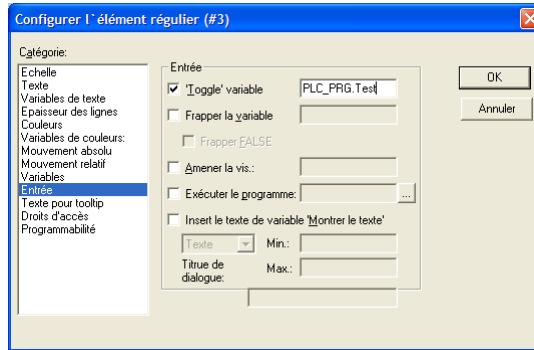 Configurer l`élément régulier (#3)
Catégorie:
Echelle
Texte
Variables de texte
Epaisseur des lignes
Couleurs
Variables de couleurs:
Mouvement absolu
Mouvement relatif
Variables
Entrée
Texte pour tooltip
Droits d'accès
Programmabilité
Entrée
'Toggle' variable PLC_PRG.Test
Frapper la variable
Frapper FALSE
Amener la vis.:
Exécuter le programme: ...
Insert le texte de variable 'Montrer le texte'
Texte Min.:
Titrue de
dialogue: Max.:
OK
Annuler